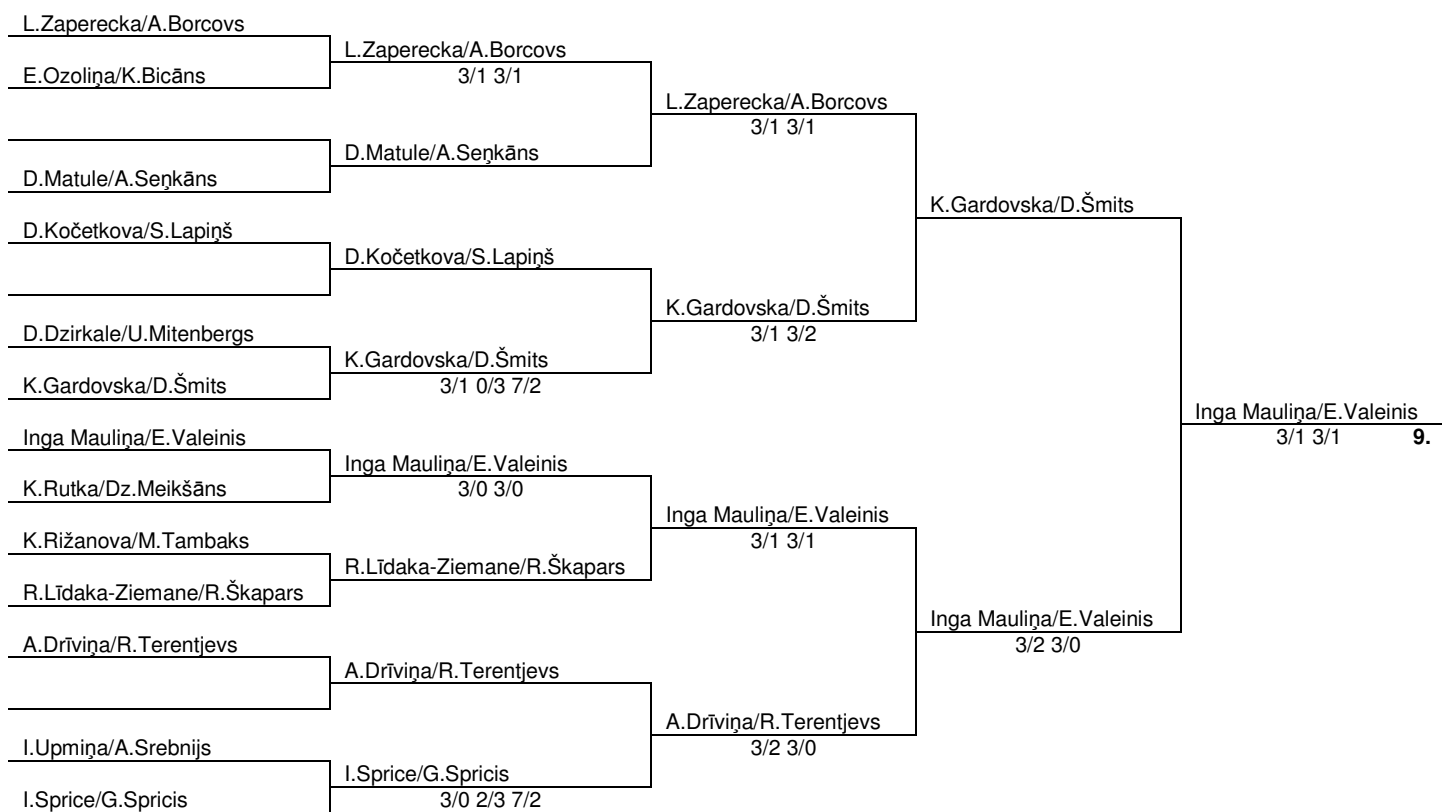 L.Zaperecka/A.Borcovs
L.Zaperecka/A.Borcovs
E.Ozoliņa/K.Bicāns
3/1 3/1
L.Zaperecka/A.Borcovs
3/1 3/1
D.Matule/A.Seņkāns
D.Matule/A.Seņkāns
K.Gardovska/D.Šmits
D.Kočetkova/S.Lapiņš
D.Kočetkova/S.Lapiņš
K.Gardovska/D.Šmits
3/1 3/2
D.Dzirkale/U.Mitenbergs
K.Gardovska/D.Šmits
K.Gardovska/D.Šmits
3/1 0/3 7/2
Inga Mauliņa/E.Valeinis
3/1 3/1 9.
Inga Mauliņa/E.Valeinis
Inga Mauliņa/E.Valeinis
K.Rutka/Dz.Meikšāns
3/0 3/0
Inga Mauliņa/E.Valeinis
3/1 3/1
K.Rižanova/M.Tambaks
R.Līdaka-Ziemane/R.Škapars
R.Līdaka-Ziemane/R.Škapars
Inga Mauliņa/E.Valeinis
3/2 3/0
A.Drīviņa/R.Terentjevs
A.Drīviņa/R.Terentjevs
A.Drīviņa/R.Terentjevs
3/2 3/0
I.Upmiņa/A.Srebnijs
I.Sprice/G.Spricis
I.Sprice/G.Spricis
3/0 2/3 7/2